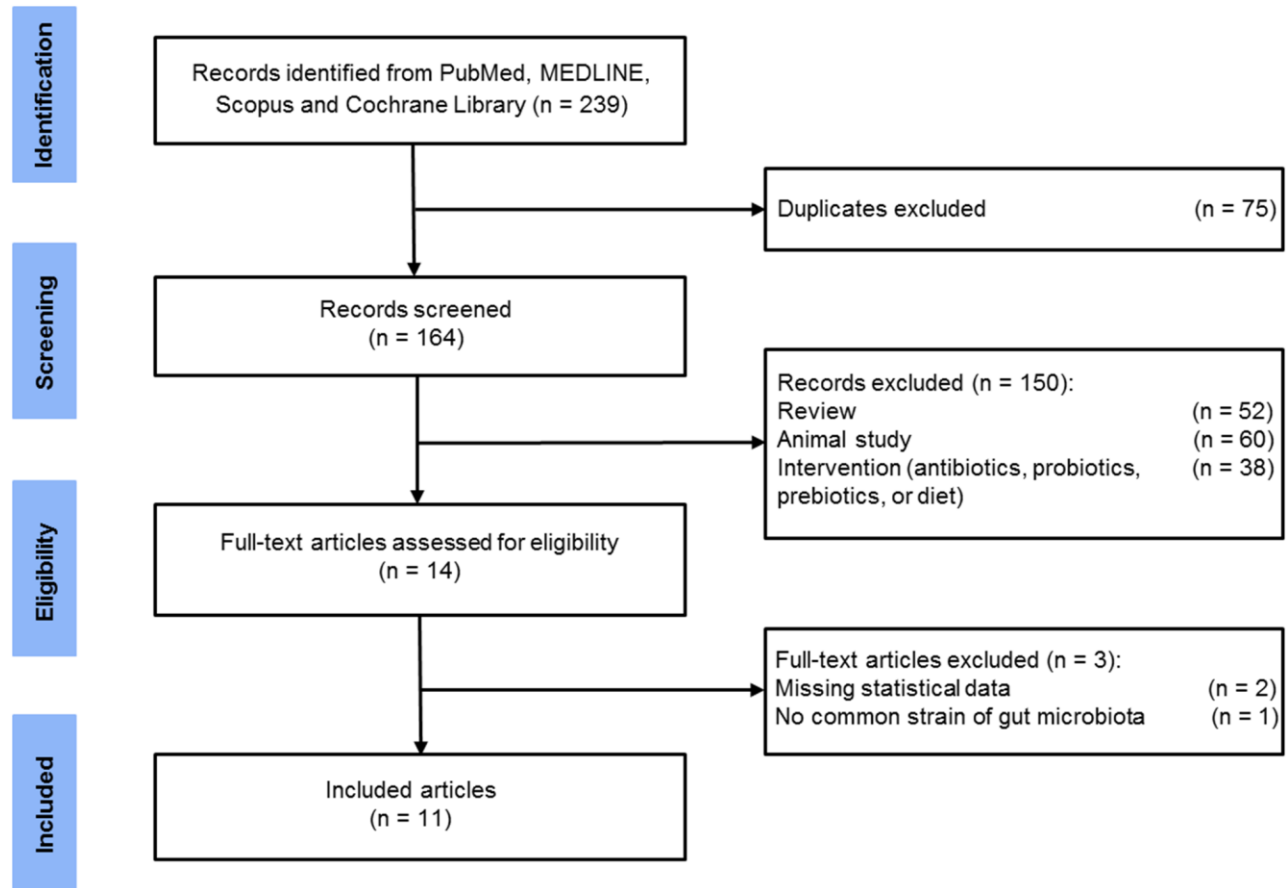 Identification
Records identified from PubMed, MEDLINE,
Scopus and Cochrane Library (n = 239)
Duplicates excluded (n = 75)
Screening
Records screened
(n = 164)
Records excluded (n = 150):
Review (n = 52)
Animal study (n = 60)
Intervention (antibiotics, probiotics, (n = 38)
prebiotics, or diet)
Eligibility
Full-text articles assessed for eligibility
(n = 14)
Full-text articles excluded (n = 3):
Missing statistical data (n = 2)
No common strain of gut microbiota (n = 1)
Included
Included articles
(n = 11)